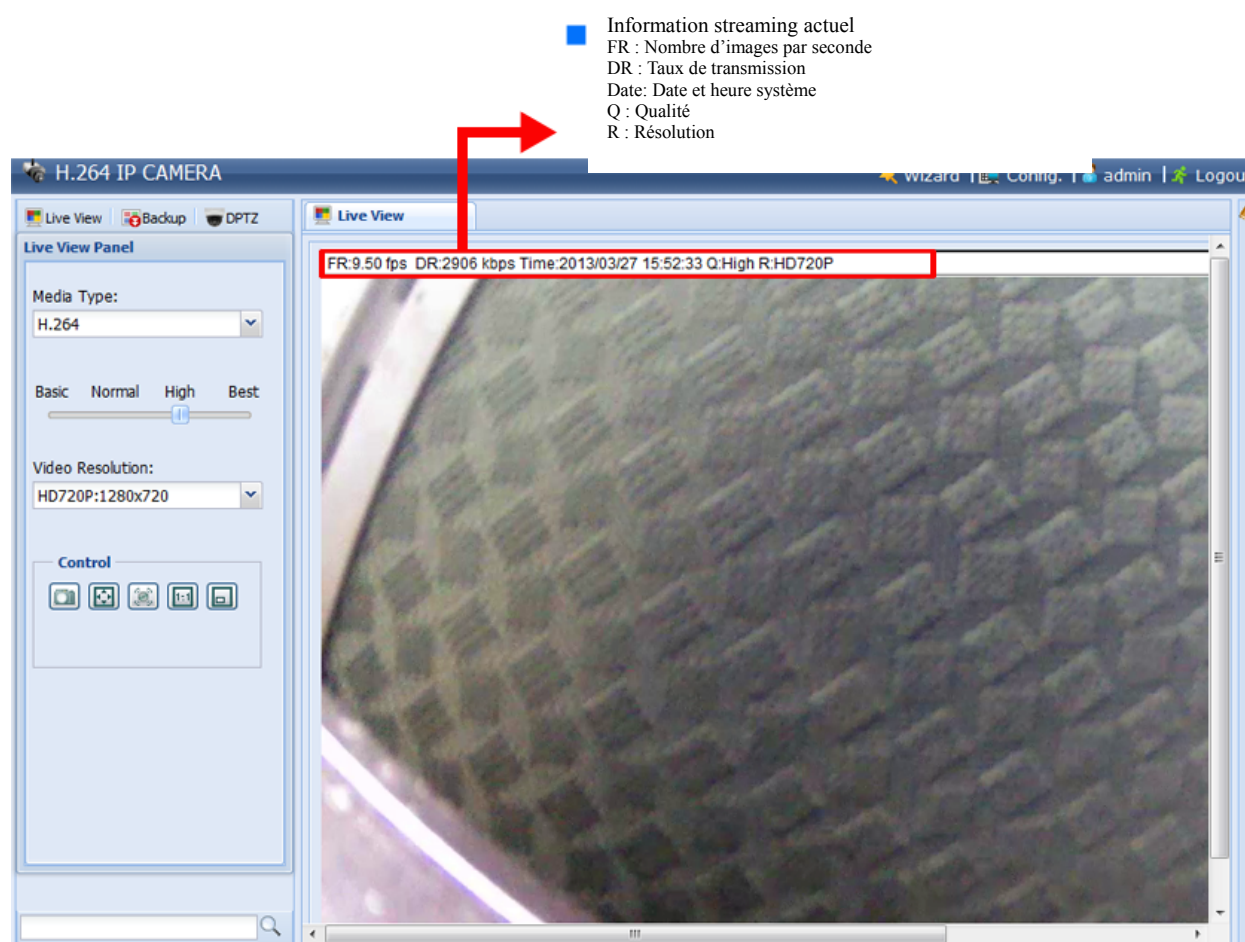 Information streaming actuel
FR : Nombre d’images par seconde
DR : Taux de transmission
Date: Date et heure système
Q : Qualité
R : Résolution
H.264 IP CAMERA
Wizard | Config. | admin | Logou
Live View Backup DPTZ
Live View
Live View Panel
FR:9.50 fps DR:2906 kbps Time:2013/03/27 15:52:33 Q:High R:HD720P
Media Type:
H.264
Basic Normal High Best
Video Resolution:
HD720P:1280x720
Control
1:1